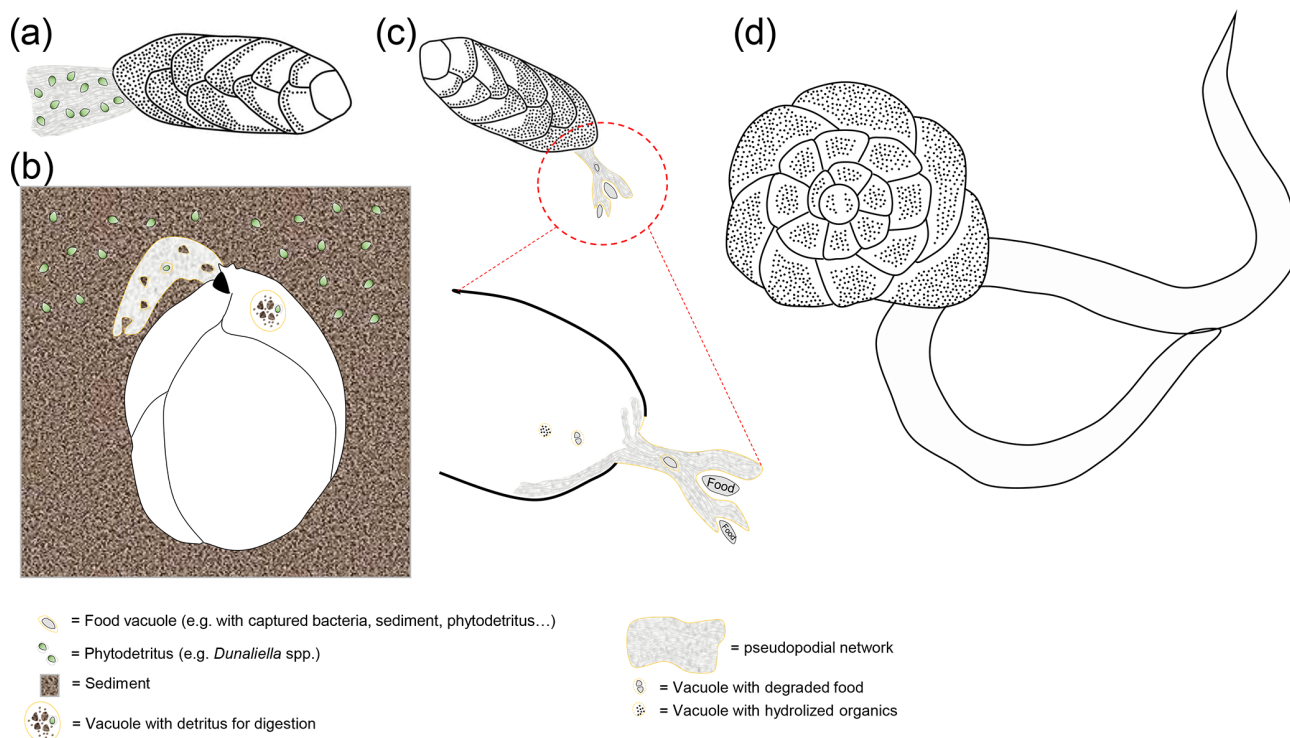 (a)
(c)
(d)
(b)
Food
Food
= Food vacuole (e.g. with captured bacteria, sediment, phytodetritus…)
= Phytodetritus (e.g. Dunaliella spp.)
= Sediment
= Vacuole with detritus for digestion
= pseudopodial network
= Vacuole with degraded food
= Vacuole with hydrolized organics